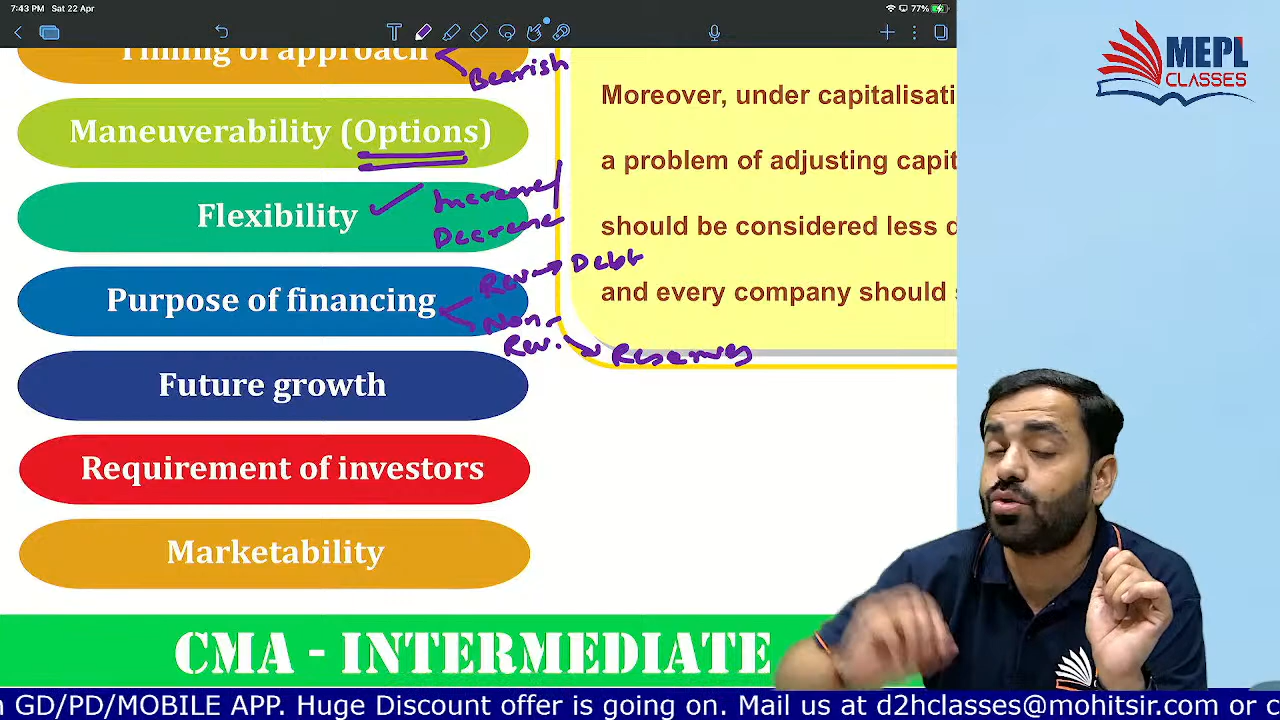 7:43 PM Sat 22 Apr
77%
T
Timing of approach
Bearish
Maneuverability (Options)
Flexibility
Increase/
Decrease
Purpose of financing
Rev. → Debt
Non-
Rev. → Reserves
Future growth
Requirement of investors
Marketability
Moreover, under capitalisati
a problem of adjusting capit
should be considered less d
and every company should s
MEPL
CLASSES
CMA - INTERMEDIATE
n GD/PD/MOBILE APP. Huge Discount offer is going on. Mail us at d2hclasses@mohitsir.com or c